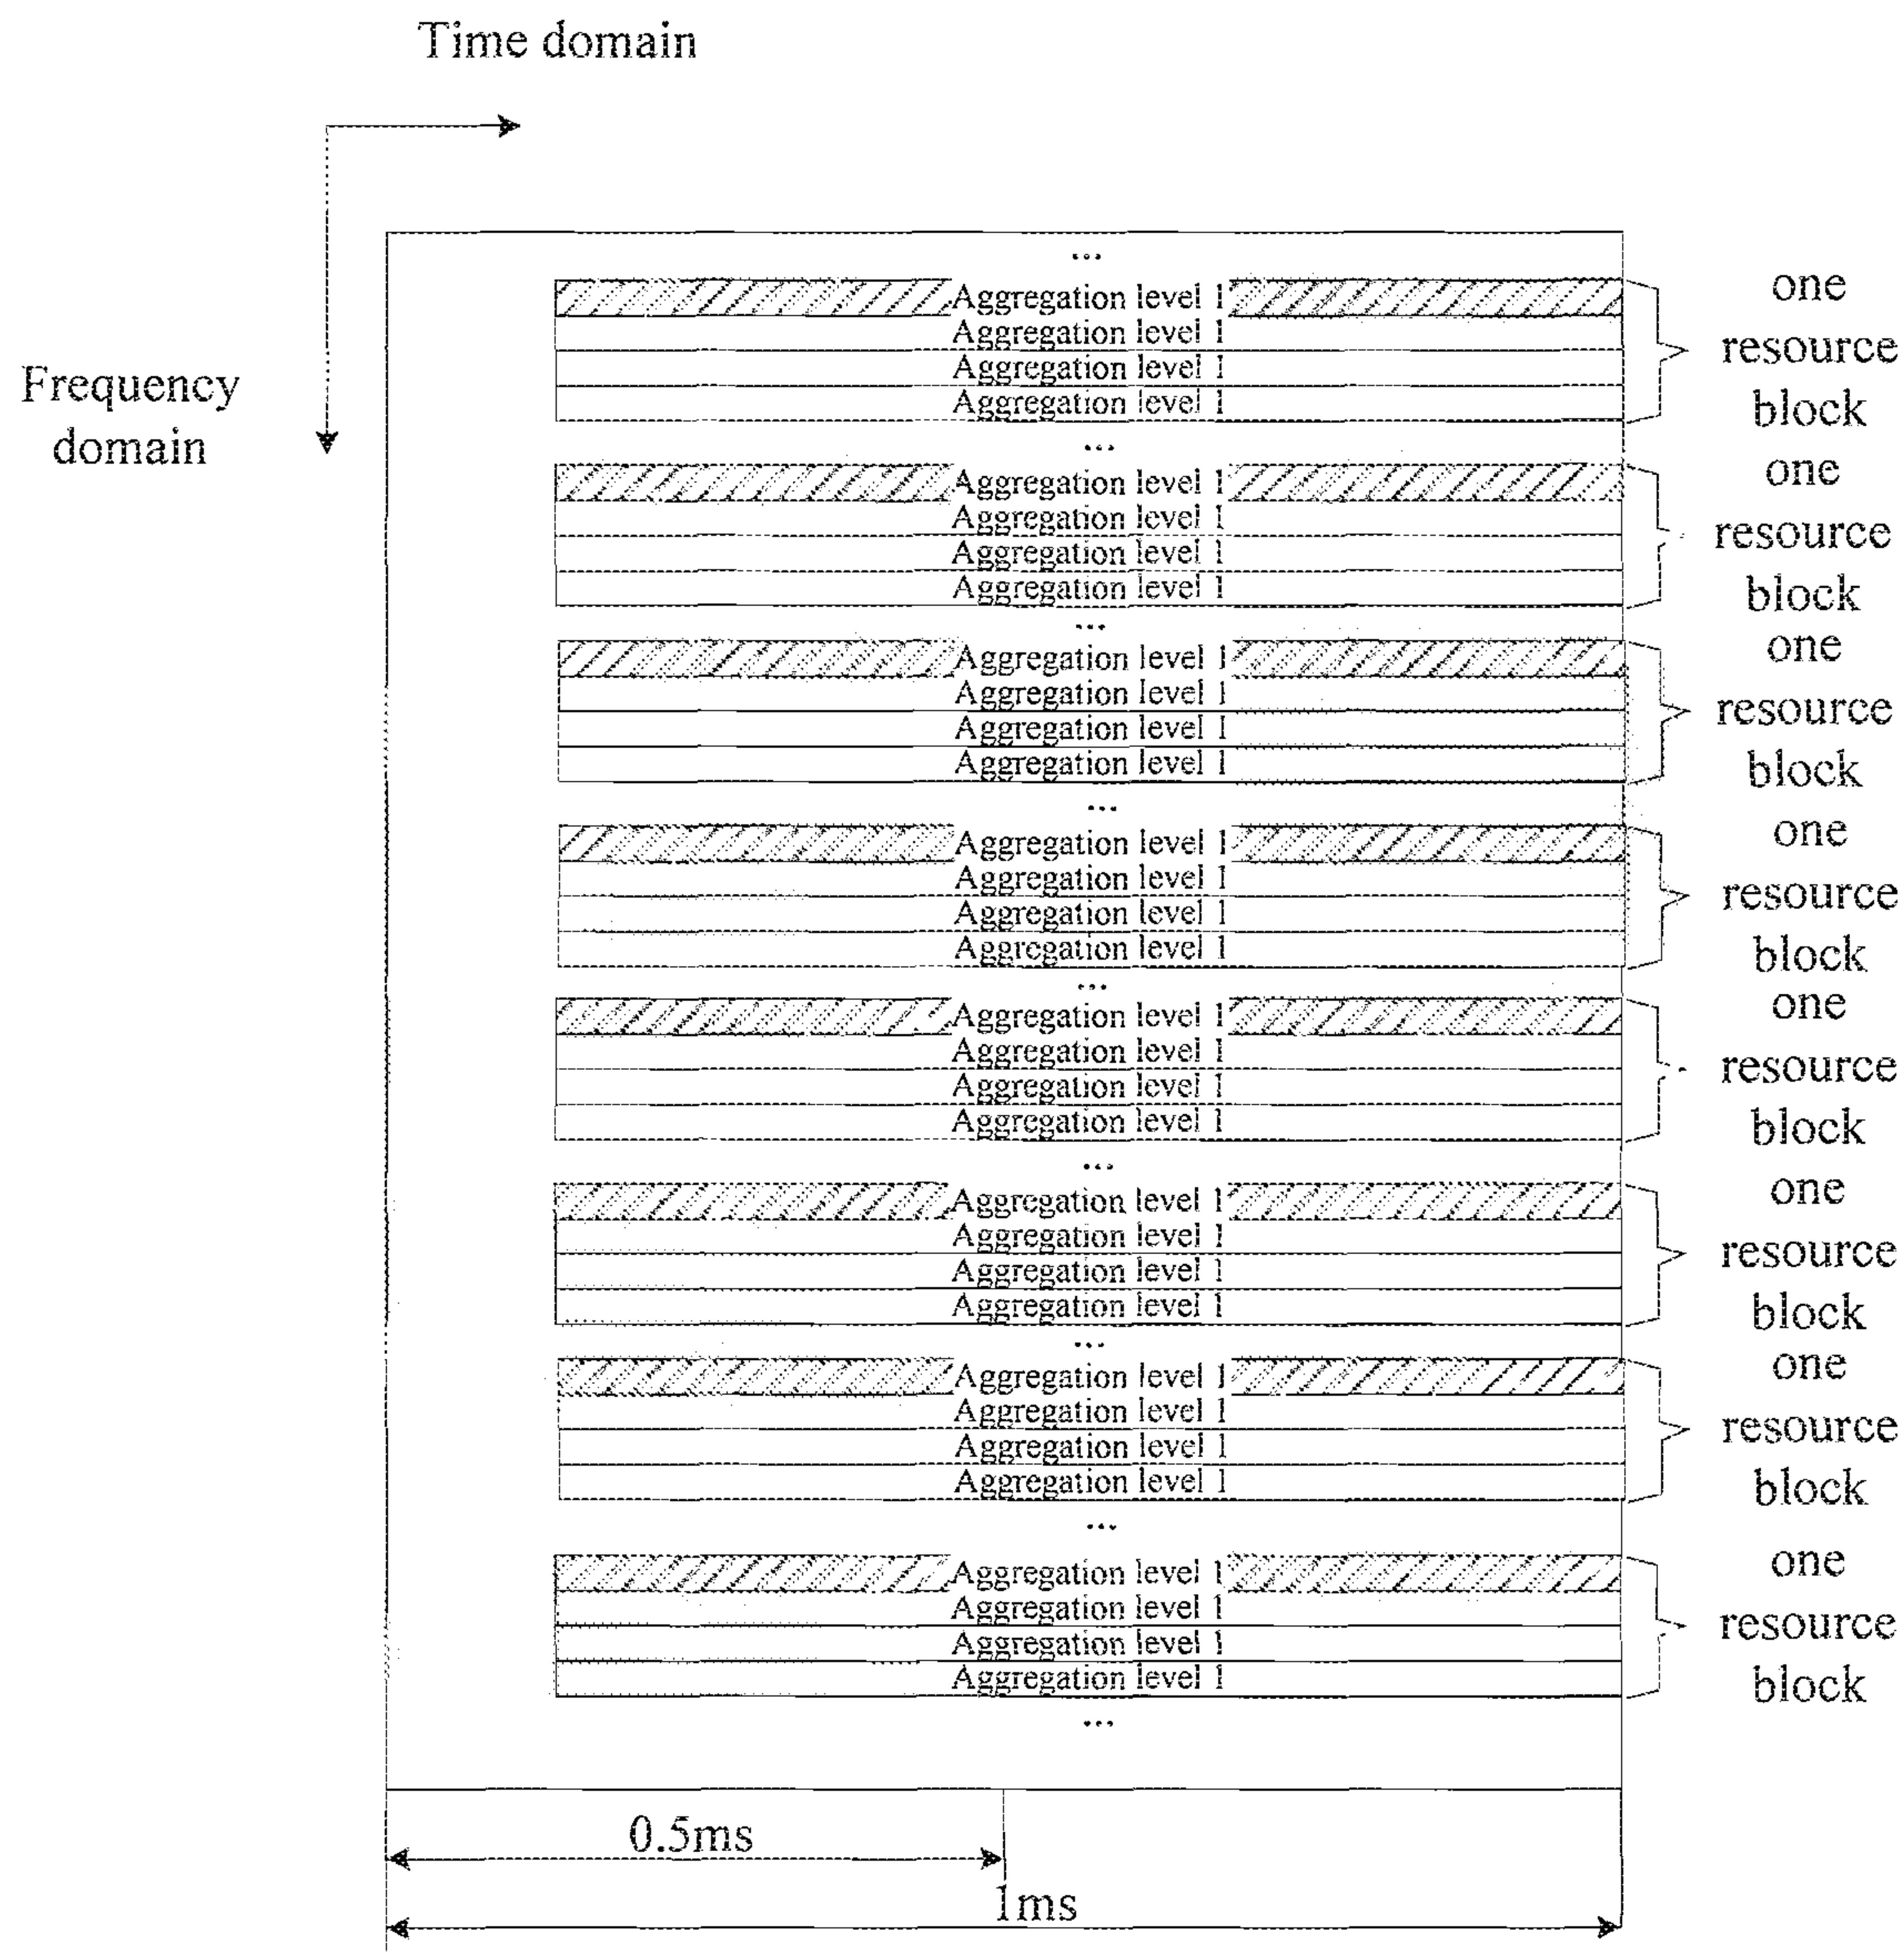 Time domain
Frequency
domain
...
Aggregation level 1
Aggregation level 1
Aggregation level 1
Aggregation level 1
one
resource
block
...
Aggregation level 1
Aggregation level 1
Aggregation level 1
Aggregation level 1
one
resource
block
...
Aggregation level 1
Aggregation level 1
Aggregation level 1
Aggregation level 1
one
resource
block
...
Aggregation level 1
Aggregation level 1
Aggregation level 1
Aggregation level 1
one
resource
block
...
Aggregation level 1
Aggregation level 1
Aggregation level 1
Aggregation level 1
one
resource
block
...
Aggregation level 1
Aggregation level 1
Aggregation level 1
Aggregation level 1
one
resource
block
...
Aggregation level 1
Aggregation level 1
Aggregation level 1
Aggregation level 1
one
resource
block
...
Aggregation level 1
Aggregation level 1
Aggregation level 1
Aggregation level 1
one
resource
block
...
0.5ms
1ms